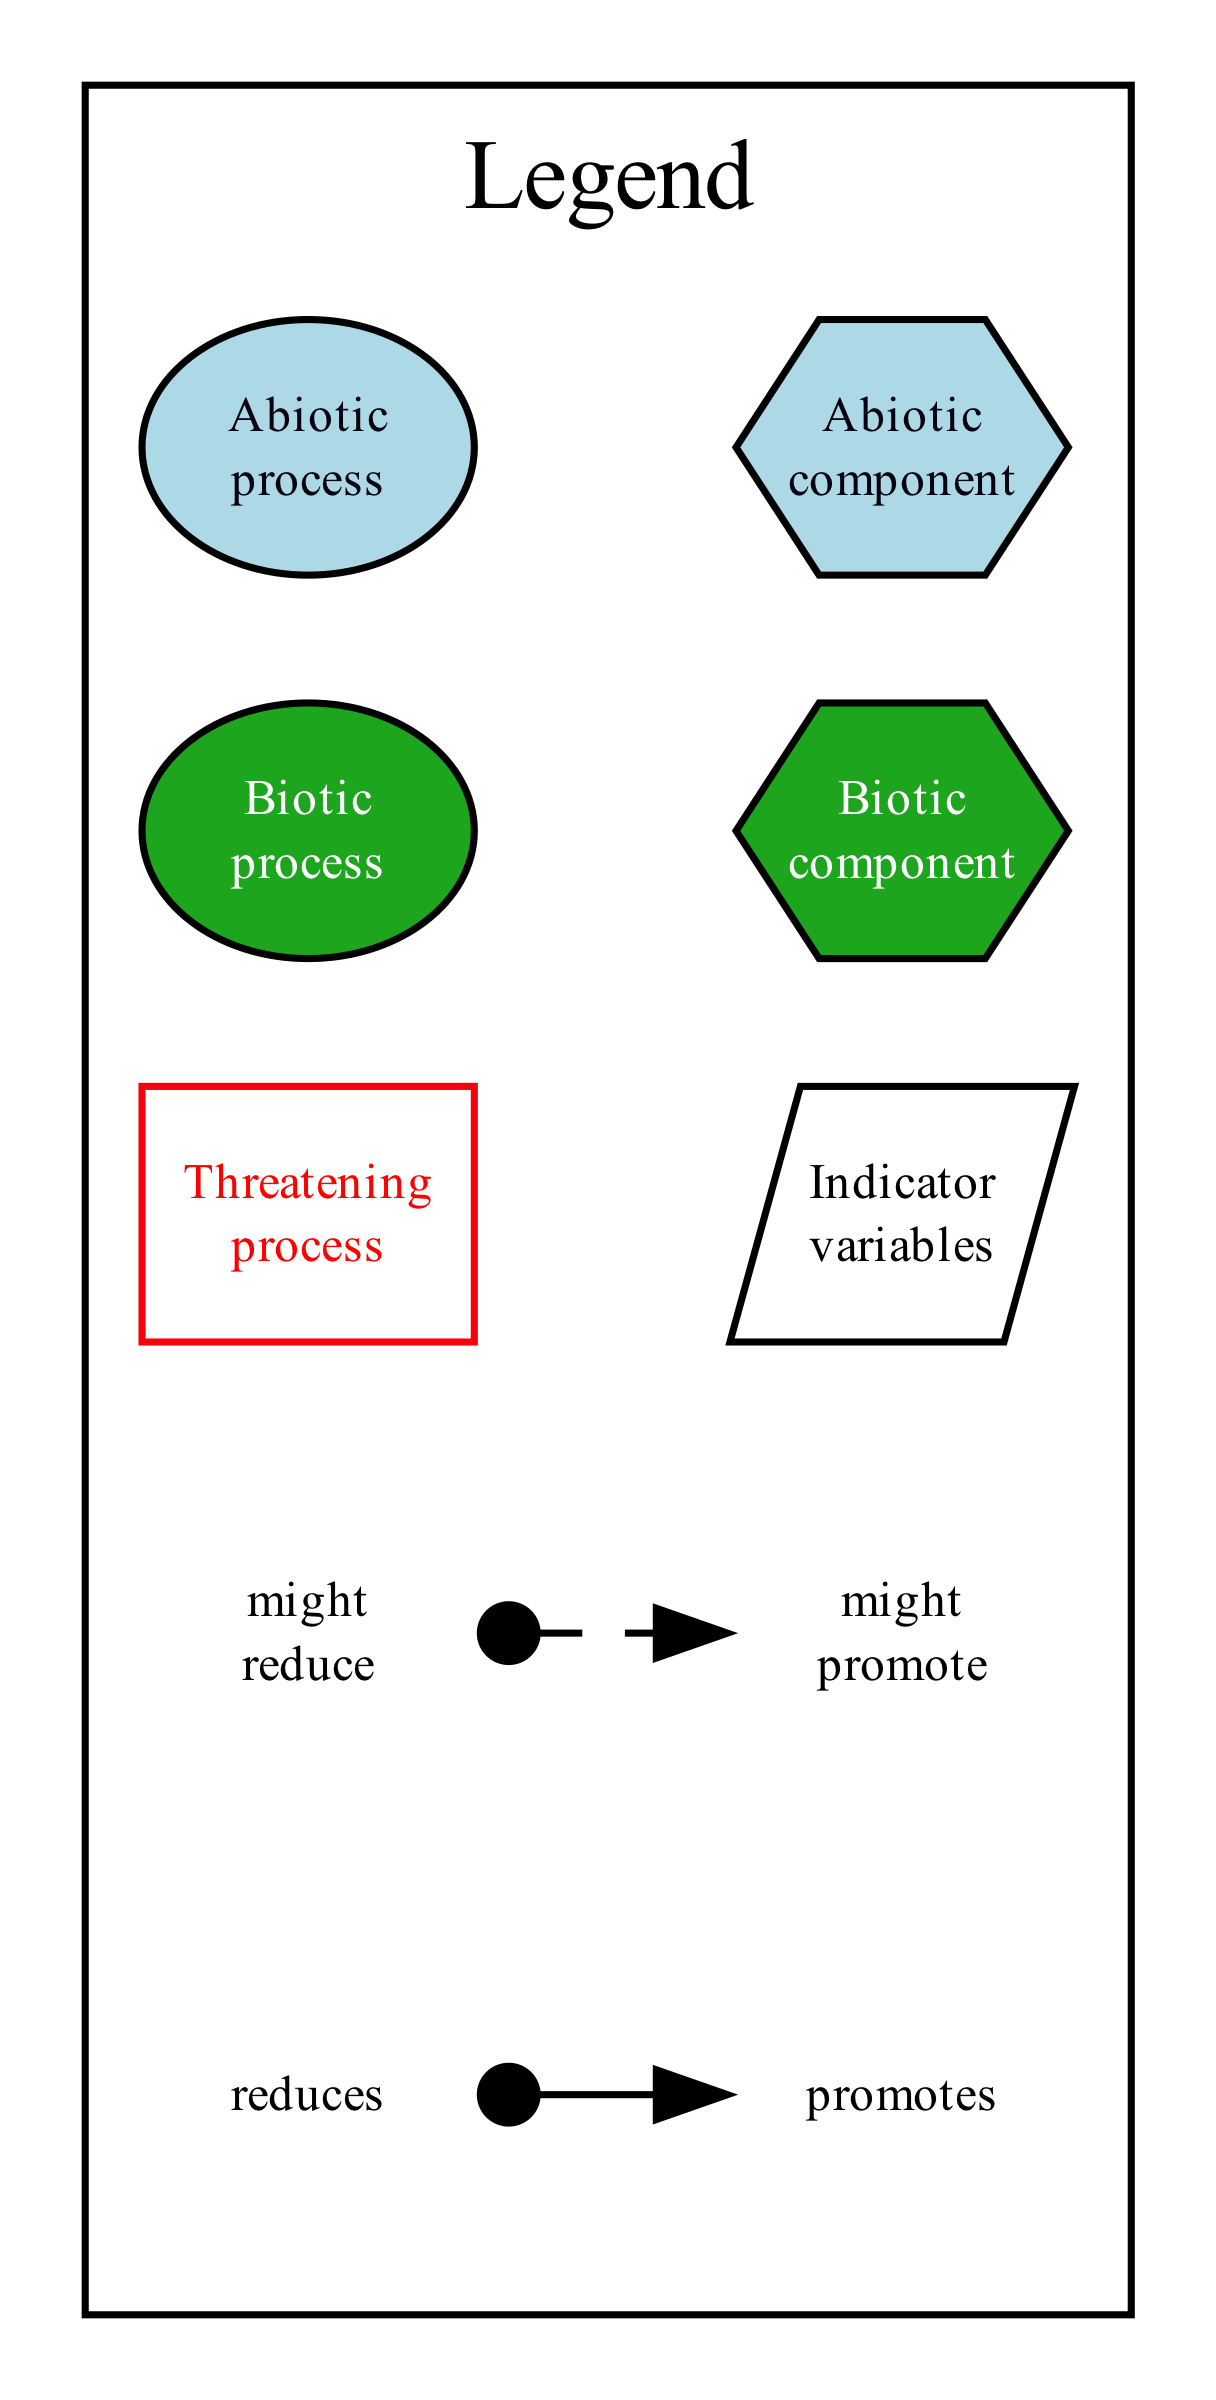 Legend
Abiotic
process
Abiotic
component
Biotic
process
Biotic
component
Threatening
process
Indicator
variables
might
reduce
might
promote
reduces
promotes